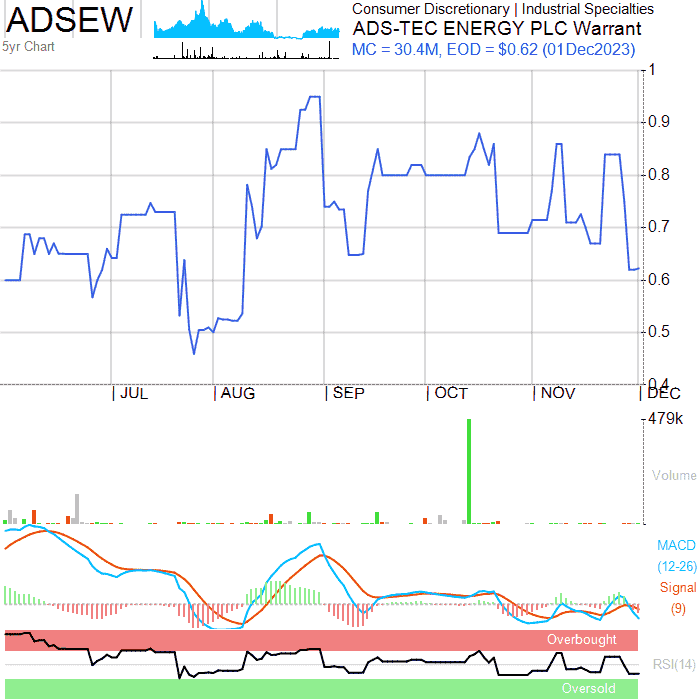 ADSEW
5yr Chart
Consumer Discretionary | Industrial Specialties
ADS-TEC ENERGY PLC Warrant
MC = 30.4M, EOD = $0.62 (01Dec2023)
1
0.9
0.8
0.7
0.6
0.5
0.4
JUL
AUG
SEP
OCT
NOV
DEC
479k
Volume
MACD
(12-26)
Signal
(9)
Overbought
RSI(14)
Oversold